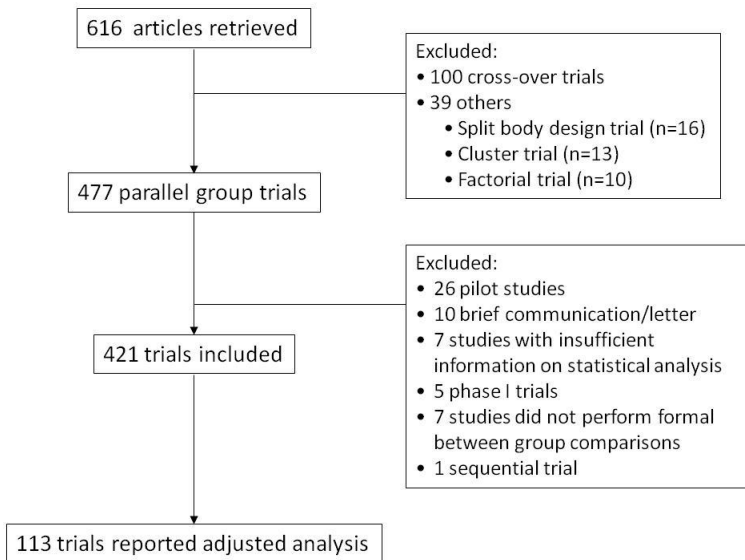 616 articles retrieved
Excluded:
• 100 cross-over trials
• 39 others
• Split body design trial (n=16)
• Cluster trial (n=13)
• Factorial trial (n=10)
477 parallel group trials
Excluded:
• 26 pilot studies
• 10 brief communication/letter
• 7 studies with insufficient
information on statistical analysis
• 5 phase I trials
• 7 studies did not perform formal
between group comparisons
• 1 sequential trial
421 trials included
113 trials reported adjusted analysis